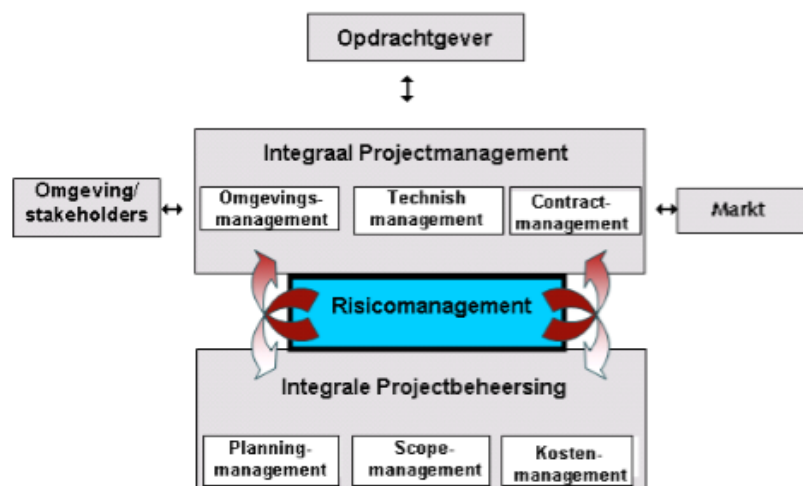 Opdrachtgever
Integraal Projectmanagement
Omgeving/
stakeholders
Omgevings-
management
Technish
management
Contract-
management
Markt
Risicomanagement
Integrale Projectbeheersing
Planning-
management
Scope-
management
Kosten-
management